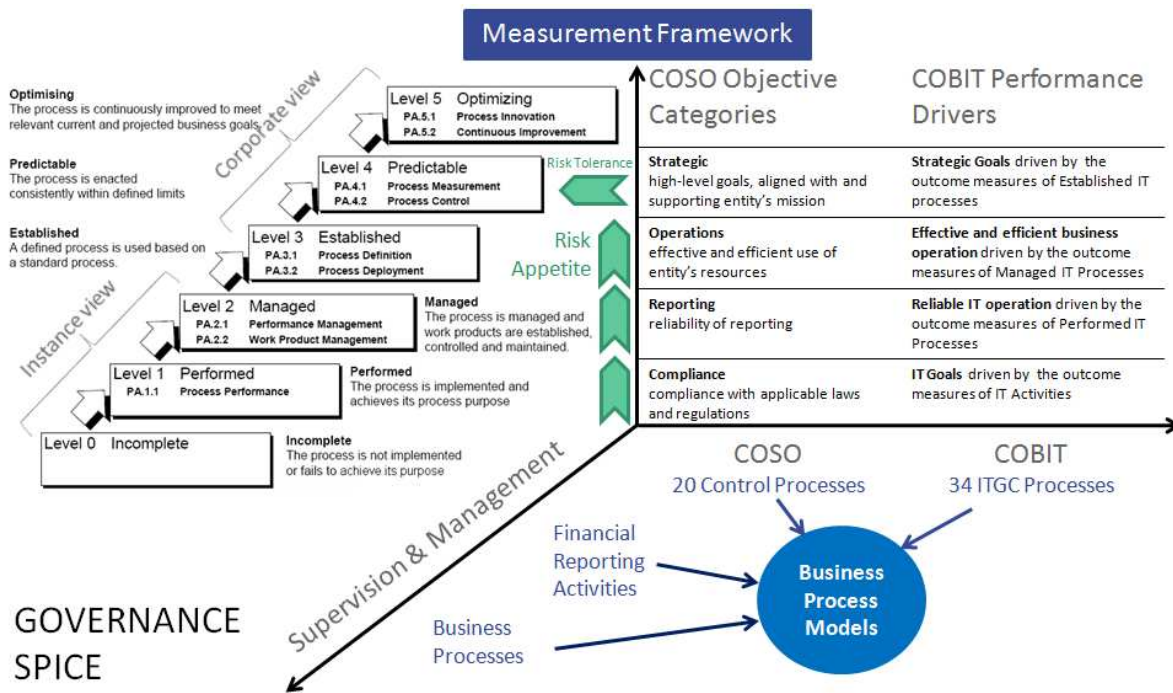 Measurement Framework
Optimising
The process is continuously improved to meet
relevant current and projected business goals.
Predictable
The process is enacted
consistently within defined limits
Established
A defined process is used based on
a standard process.
Corporate view
Instance view
Level 5 Optimizing
PA.5.1 Process Innovation
PA.5.2 Continuous Improvement
Level 4 Predictable
PA.4.1 Process Measurement
PA.4.2 Process Control
Level 3 Established
PA.3.1 Process Definition
PA.3.2 Process Deployment
Level 2 Managed
PA.2.1 Performance Management
PA.2.2 Work Product Management
Level 1 Performed
PA.1.1 Process Performance
Level 0 Incomplete
Managed
The process is managed and
work products are established,
controlled and maintained.
Performed
The process is implemented and
achieves its process purpose
Incomplete
The process is not implemented
or fails to achieve its purpose
Risk Tolerance
Risk
Appetite
COSO Objective
Categories
COBIT Performance
Drivers
Strategic
high-level goals, aligned with and
supporting entity's mission
Strategic Goals driven by the
outcome measures of Established IT
processes
Operations
effective and efficient use of
entity's resources
Effective and efficient business
operation driven by the outcome
measures of Managed IT Processes
Reporting
reliability of reporting
Reliable IT operation driven by the
outcome measures of Performed IT
Processes
Compliance
compliance with applicable laws
and regulations
IT Goals driven by the outcome
measures of IT Activities
COSO
20 Control Processes
COBIT
34 ITGC Processes
Supervision & Management
Financial
Reporting
Activities
Business
Processes
Business
Process
Models
GOVERNANCE
SPICE